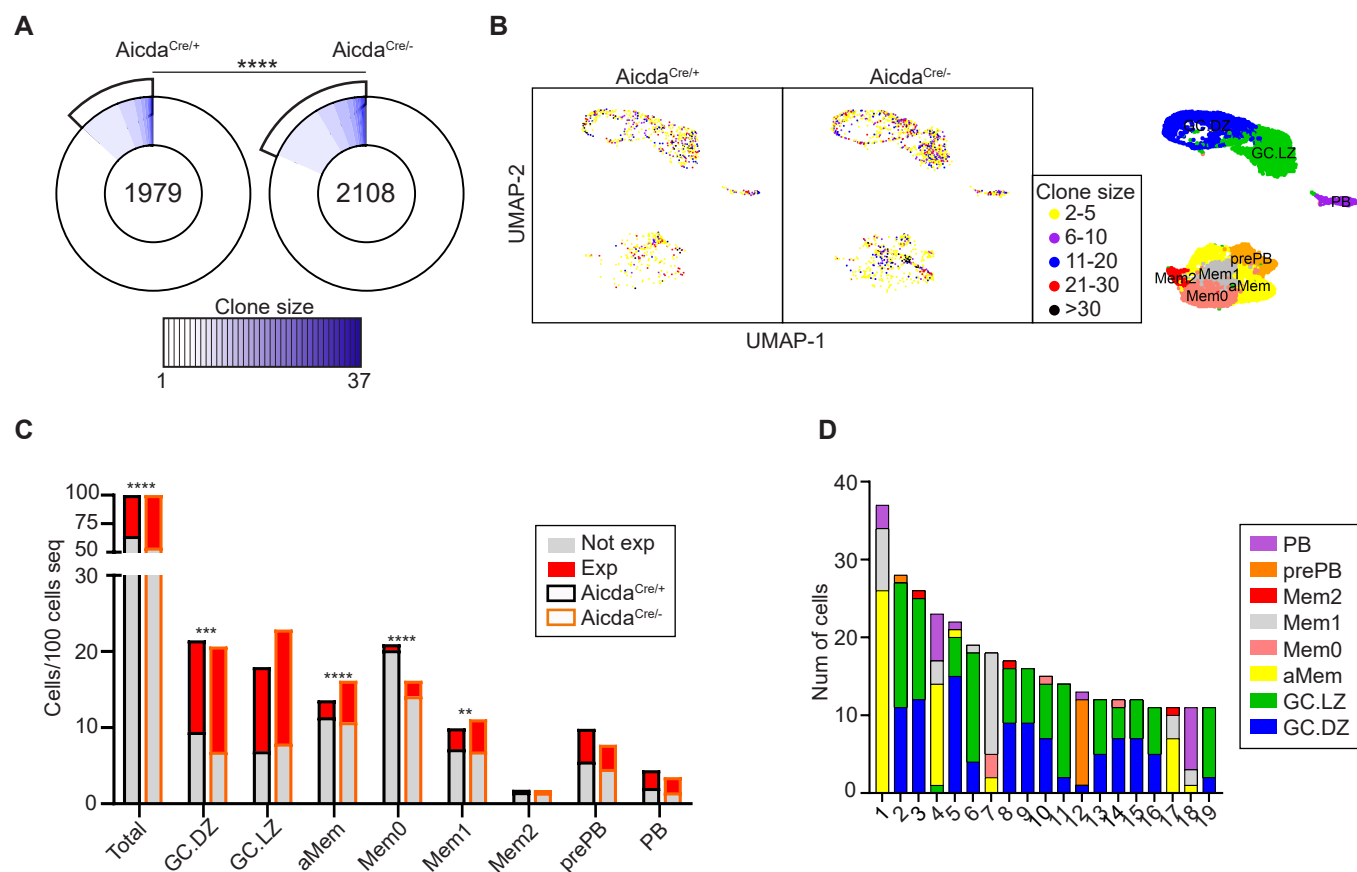 A
Aicda^Cre/+
Aicda^Cre/-
****
1979
2108
Clone size
1
37
B
Aicda^Cre/+
Aicda^Cre/-
UMAP-2
UMAP-1
Clone size
2-5
6-10
11-20
21-30
>30
GC.DZ
GC.LZ
PB
prePB
Mem1
Mem2
aMem
Mem0
C
Cells/100 cells seq
100
75
50
30
20
10
0
****
***
****
****
**
Total
GC.DZ
GC.LZ
aMem
Mem0
Mem1
Mem2
prePB
PB
Not exp
Exp
Aicda^Cre/+
Aicda^Cre/-
D
Num of cells
40
30
20
10
0
1 2 3 4 5 6 7 8 9 10 11 12 13 14 15 16 17 18 19
PB
prePB
Mem2
Mem1
Mem0
aMem
GC.LZ
GC.DZ